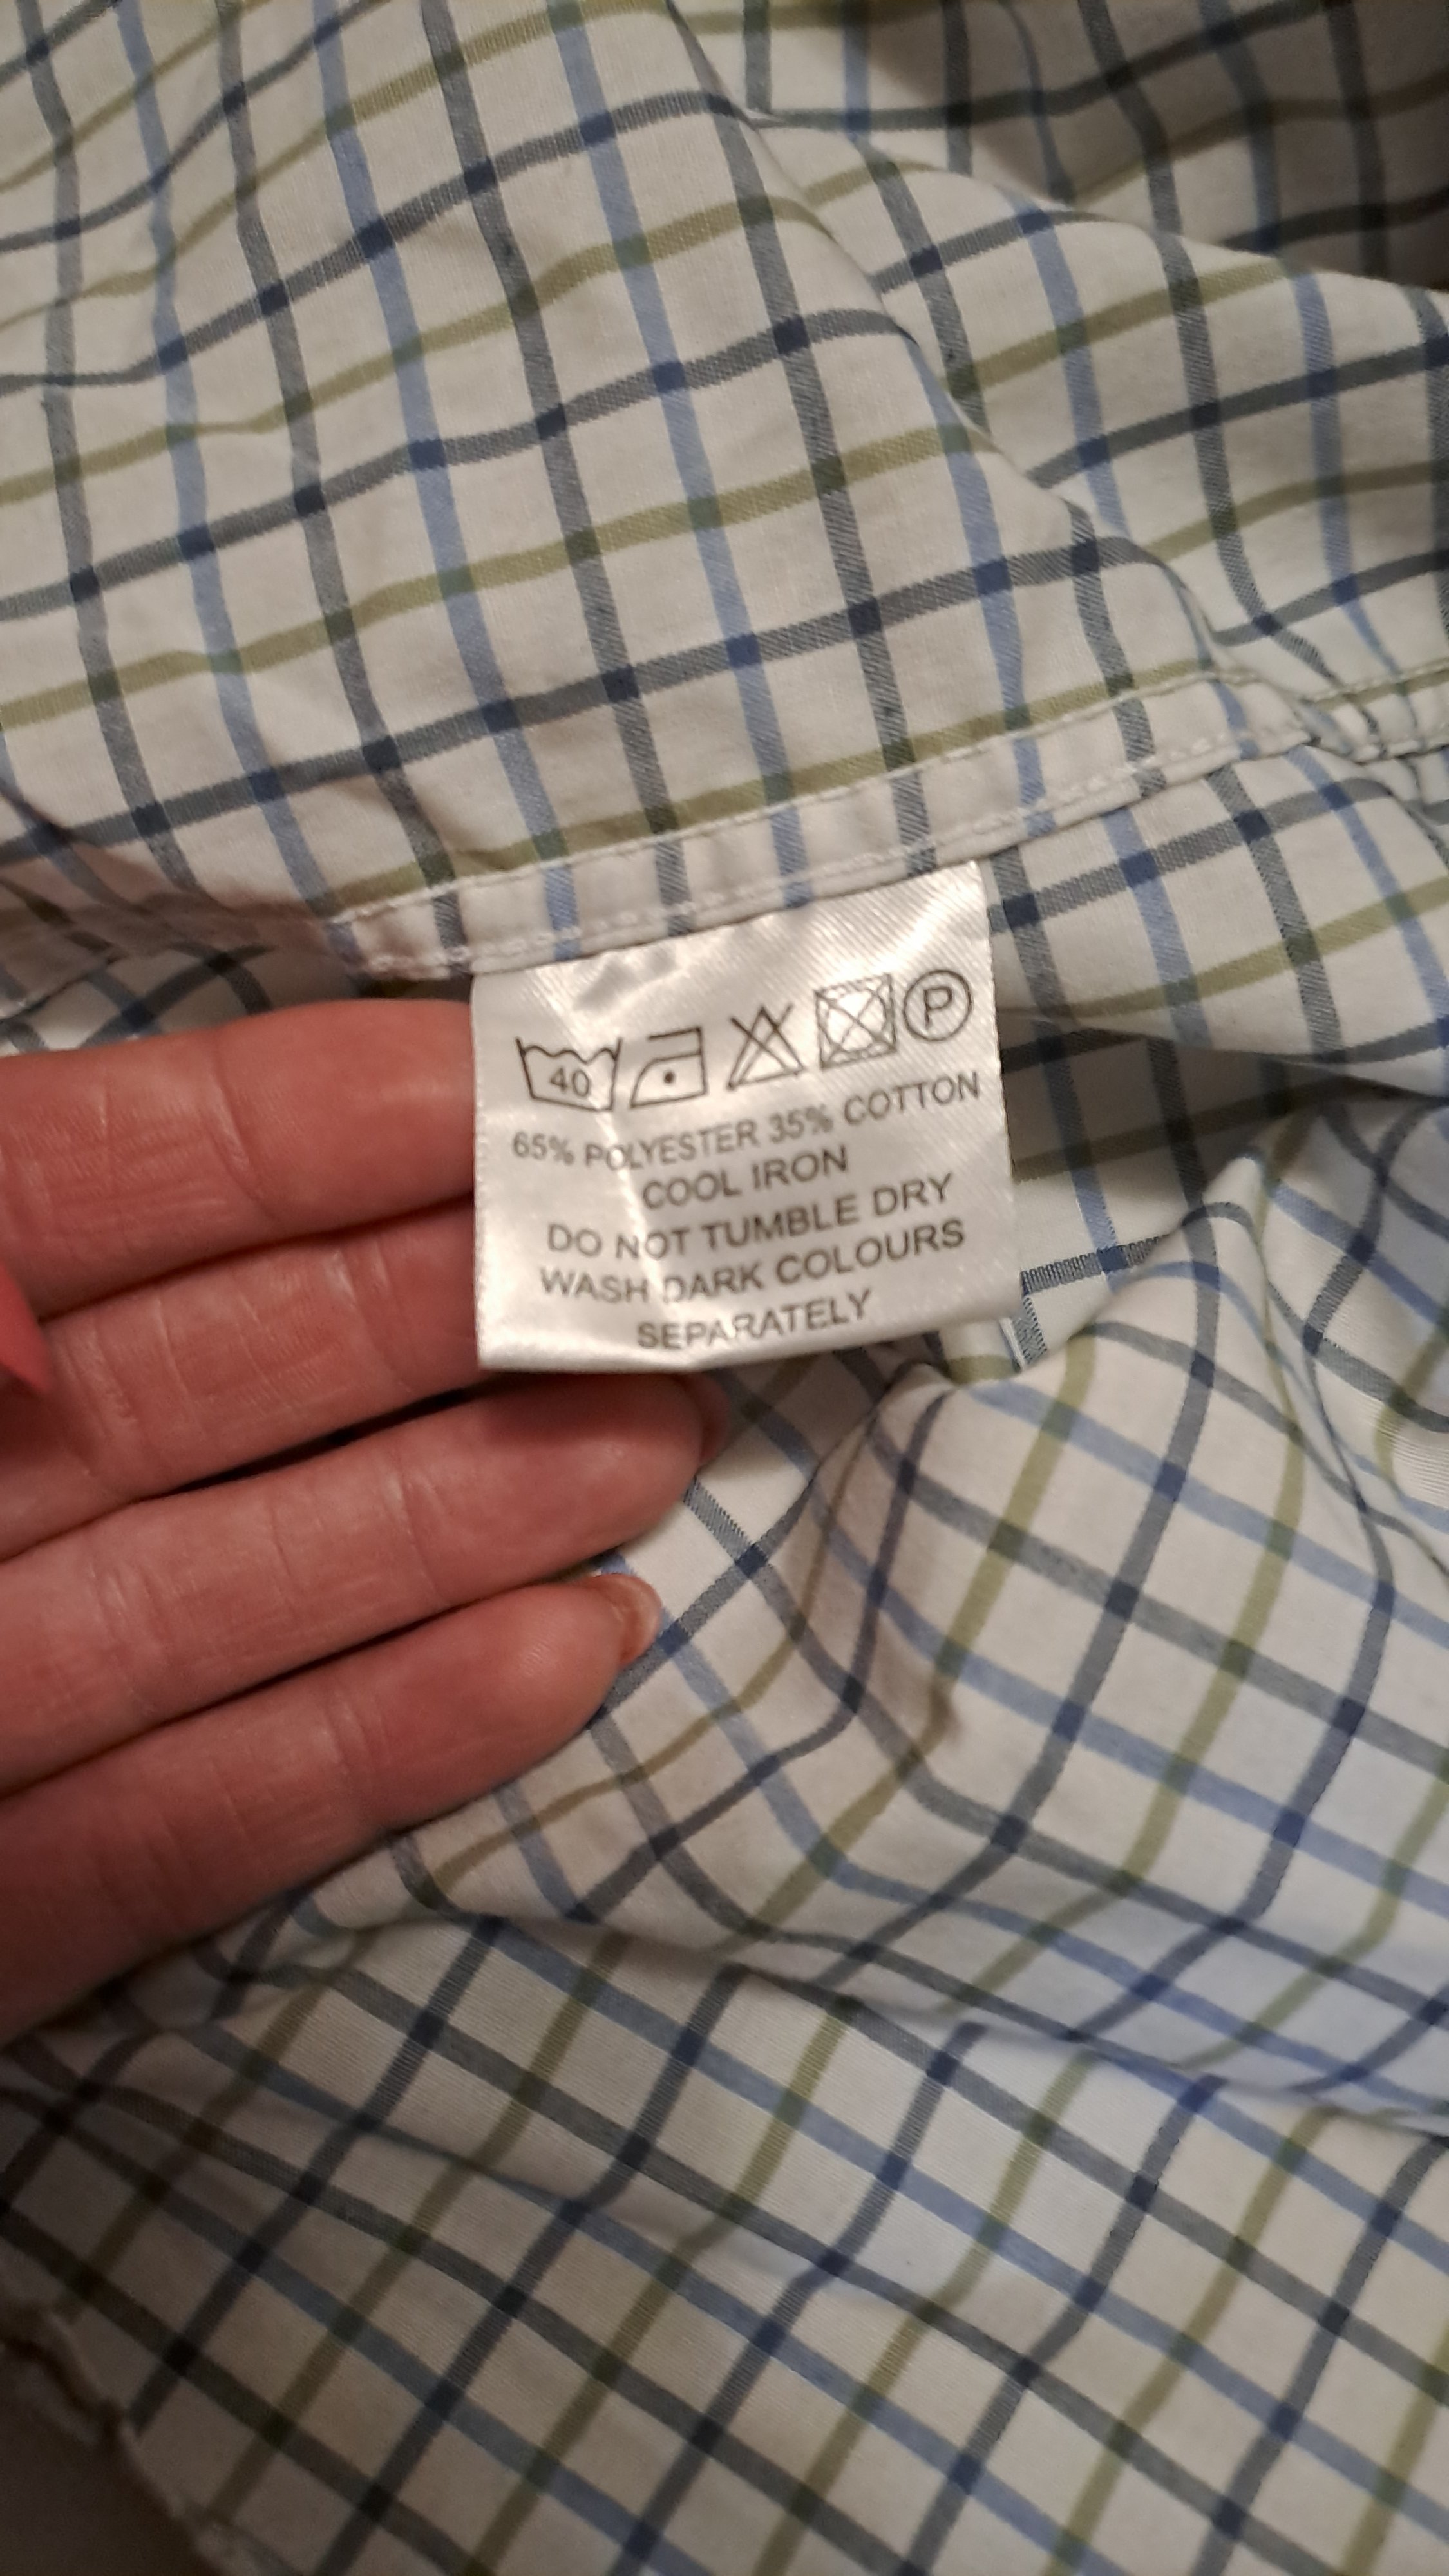 40 P
65% POLYESTER 35% COTTON
COOL IRON
DO NOT TUMBLE DRY
WASH DARK COLOURS
SEPARATELY